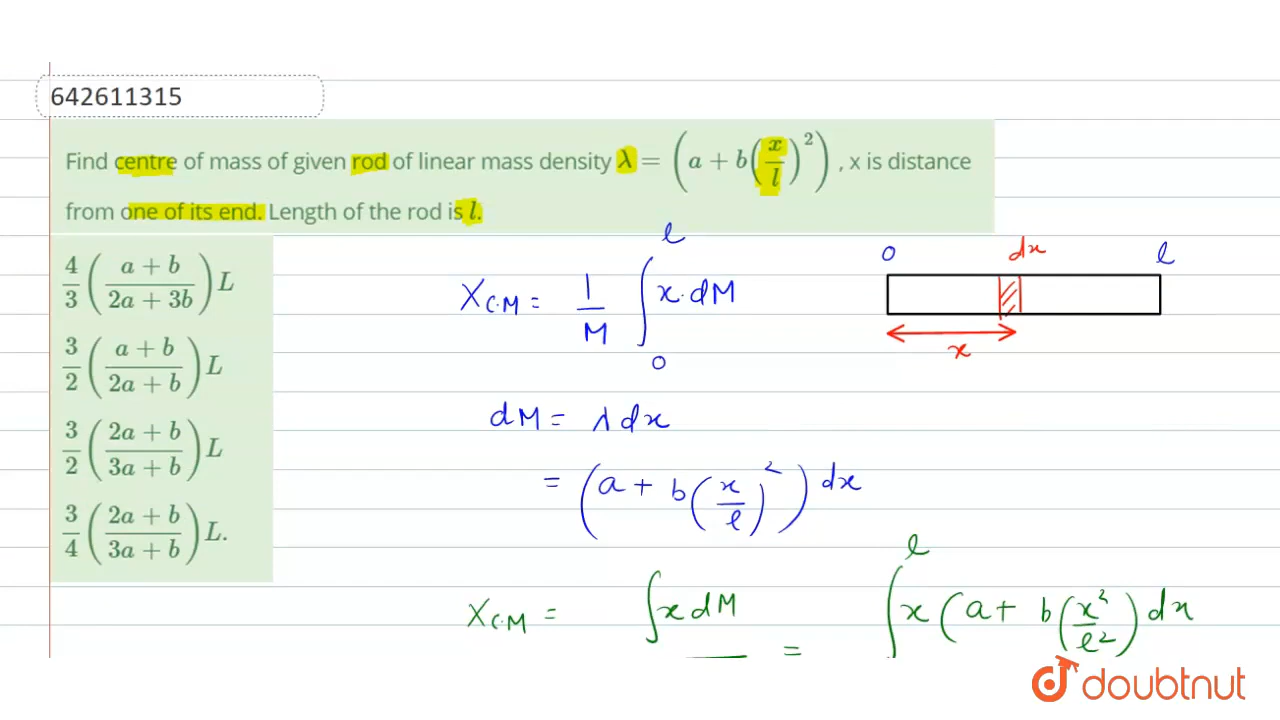 642611315
Find centre of mass of given rod of linear mass density λ = (a + b(x/l)²) , x is distance
from one of its end. Length of the rod is l.
4/3 ((a + b)/(2a + 3b)) L
3/2 ((a + b)/(2a + b)) L
3/2 ((2a + b)/(3a + b)) L
3/4 ((2a + b)/(3a + b)) L.
X_C.M = 1/M ∫₀^l x·dM
0 dx l
x
dM = λ dx
= (a + b(x/l)²) dx
X_C.M = ∫ x dM = ∫^l x (a + b(x²/l²) dx
doubtnut